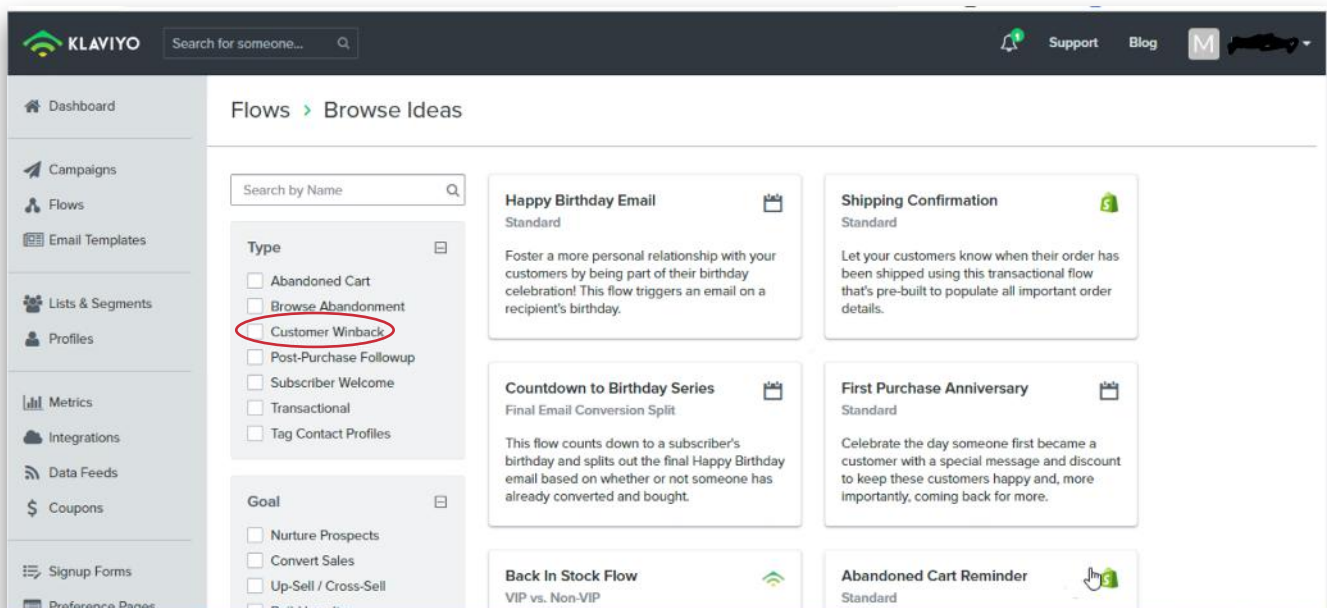 KLAVIYO
Search for someone...
1
Support
Blog
M
Dashboard
Campaigns
Flows
Email Templates
Lists & Segments
Profiles
Metrics
Integrations
Data Feeds
$ Coupons
Signup Forms
Preference Pages
Flows > Browse Ideas
Search by Name
Type
Abandoned Cart
Browse Abandonment
Customer Winback
Post-Purchase Followup
Subscriber Welcome
Transactional
Tag Contact Profiles
Goal
Nurture Prospects
Convert Sales
Up-Sell / Cross-Sell
Happy Birthday Email
Standard
Foster a more personal relationship with your
customers by being part of their birthday
celebration! This flow triggers an email on a
recipient's birthday.
Shipping Confirmation
Standard
Let your customers know when their order has
been shipped using this transactional flow
that's pre-built to populate all important order
details.
Countdown to Birthday Series
Final Email Conversion Split
This flow counts down to a subscriber's
birthday and splits out the final Happy Birthday
email based on whether or not someone has
already converted and bought.
First Purchase Anniversary
Standard
Celebrate the day someone first became a
customer with a special message and discount
to keep these customers happy and, more
importantly, coming back for more.
Back In Stock Flow
VIP vs. Non-VIP
Abandoned Cart Reminder
Standard